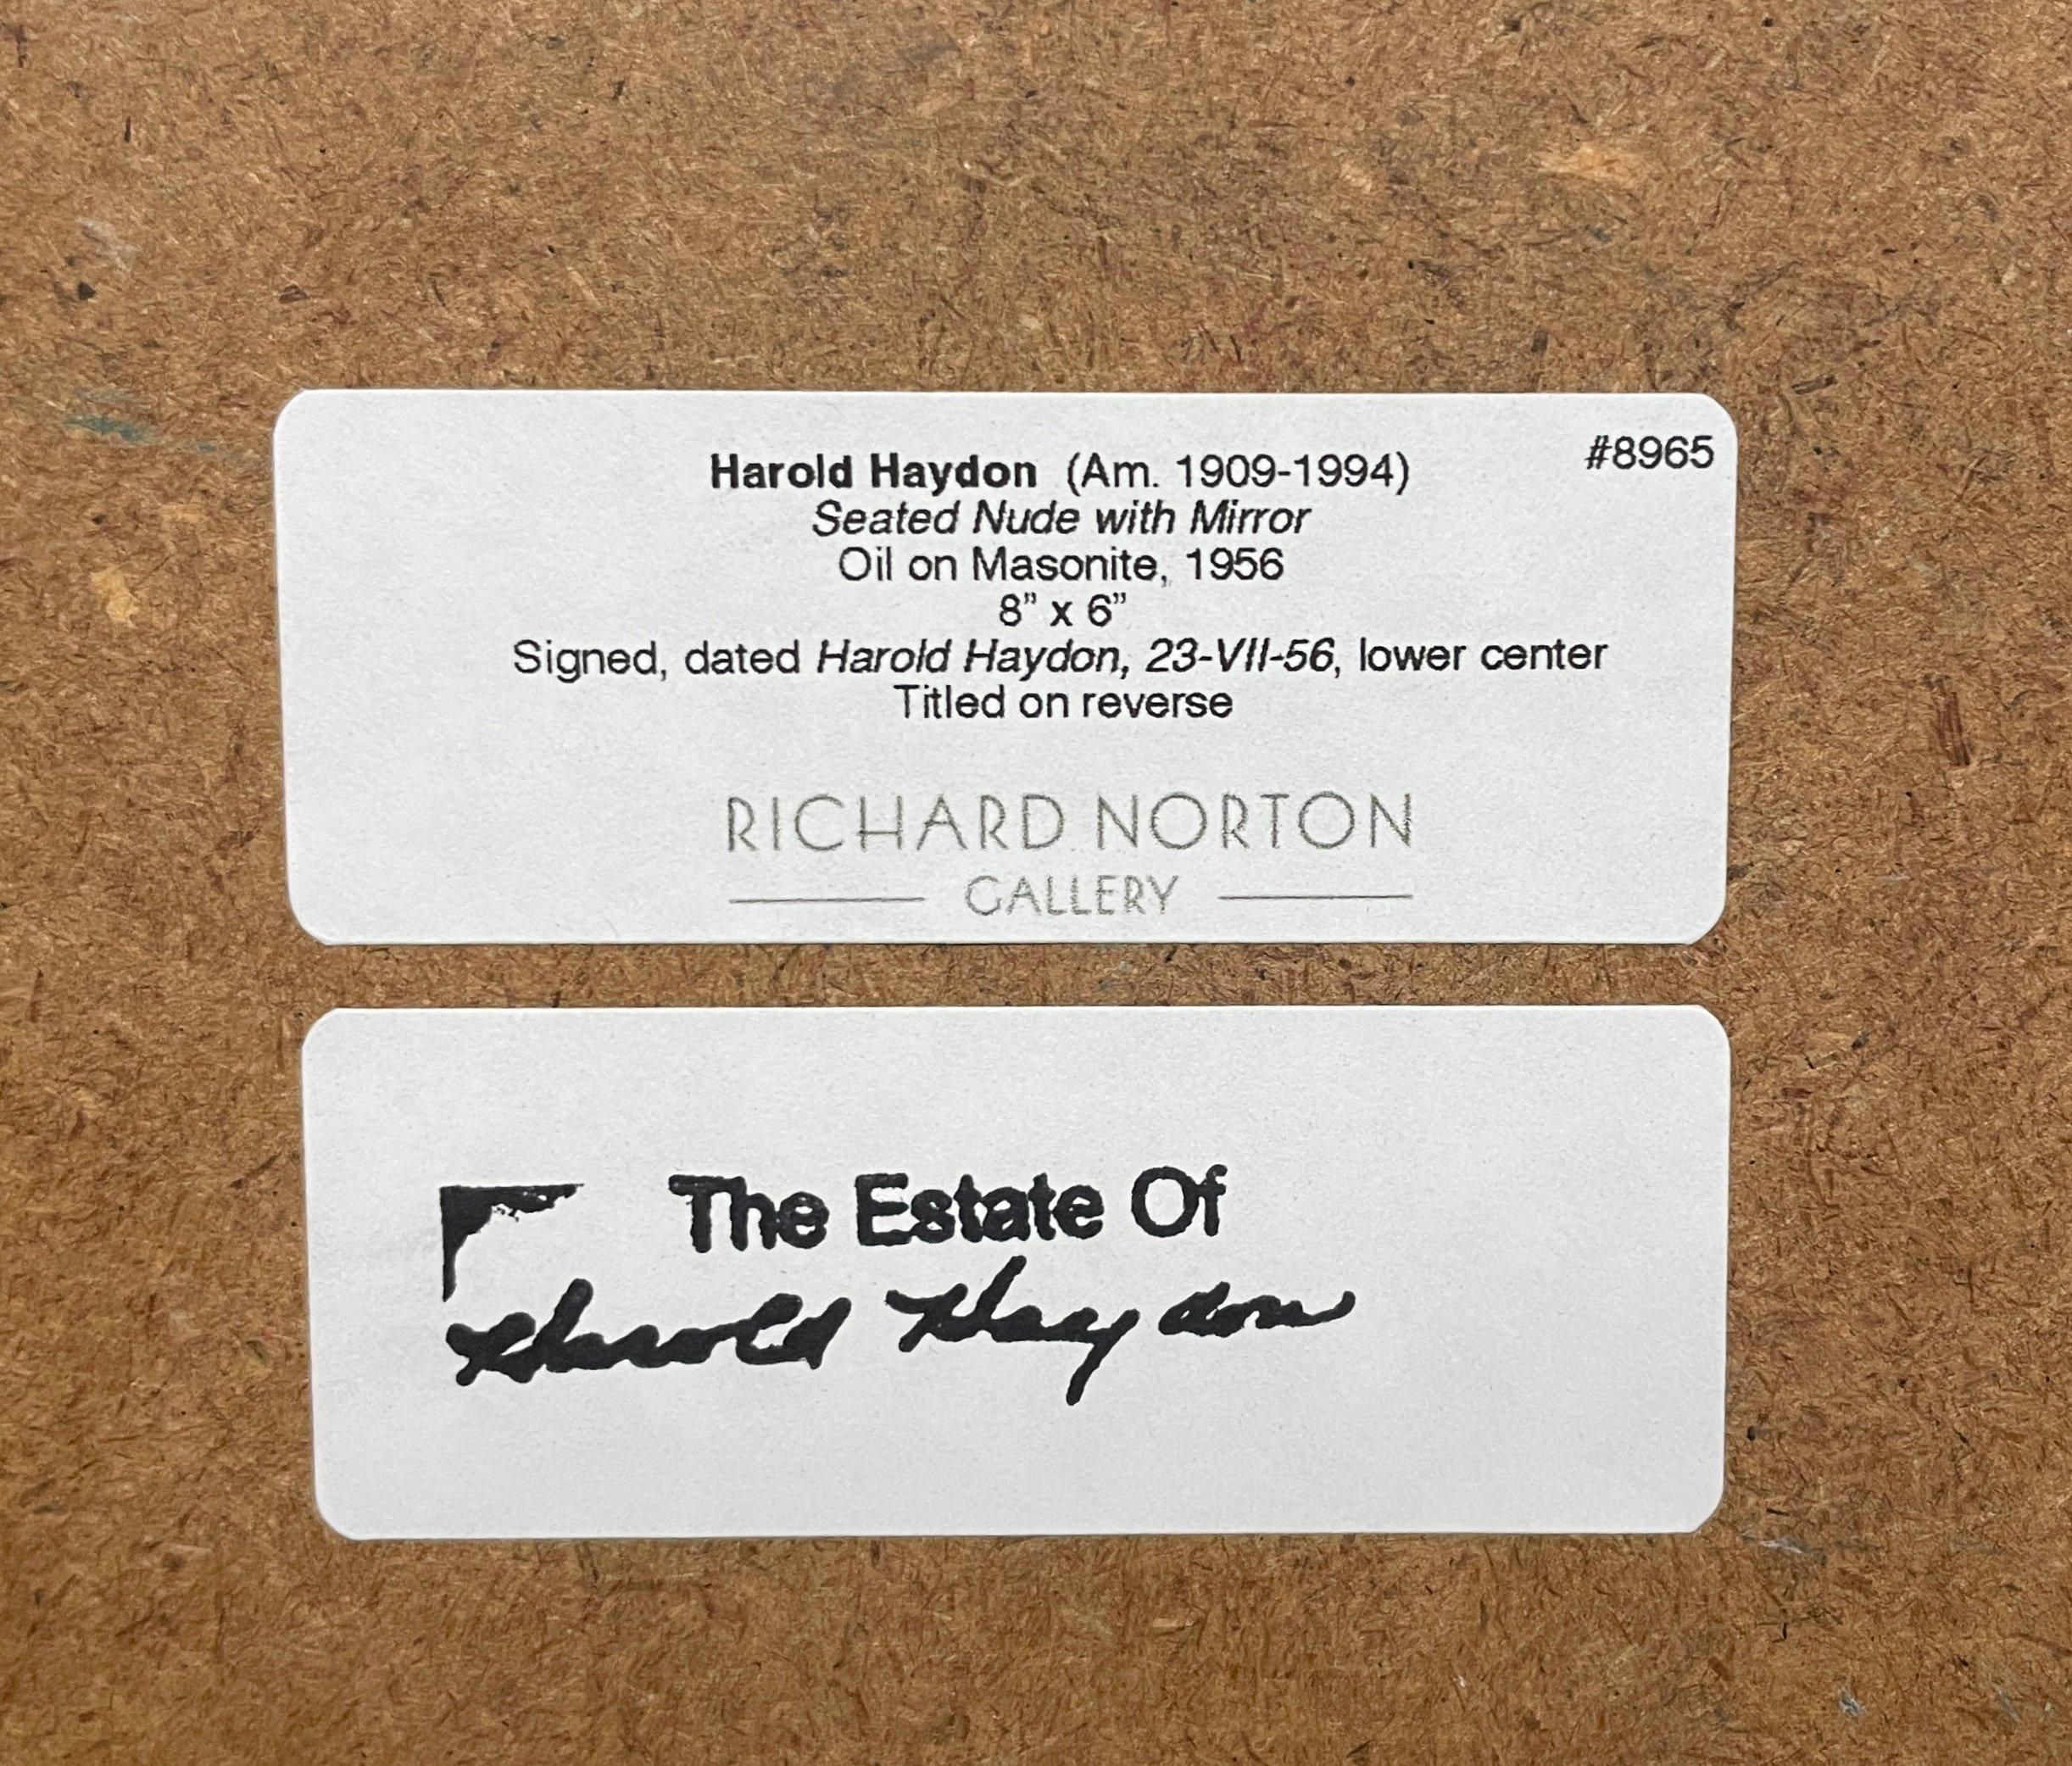 #8965
Harold Haydon (Am. 1909-1994)
Seated Nude with Mirror
Oil on Masonite, 1956
8” x 6”
Signed, dated Harold Haydon, 23-VII-56, lower center
Titled on reverse
RICHARD NORTON
GALLERY
The Estate Of
Harold Haydon